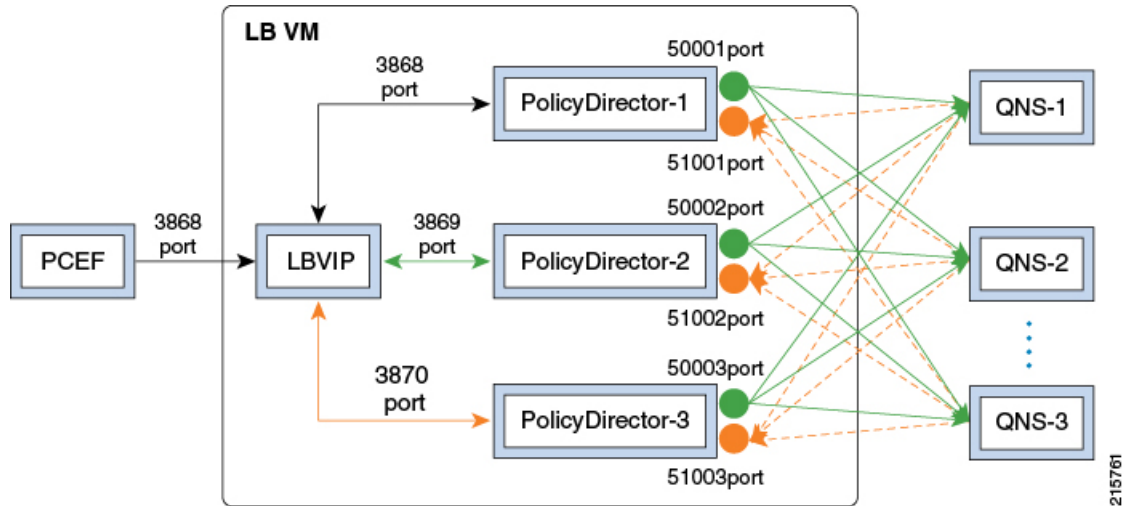 LB VM
50001port
3868
port
PolicyDirector-1
QNS-1
51001port
50002port
3868
port
3869
port
PCEF
LBVIP
PolicyDirector-2
QNS-2
51002port
50003port
3870
port
PolicyDirector-3
QNS-3
51003port
215761